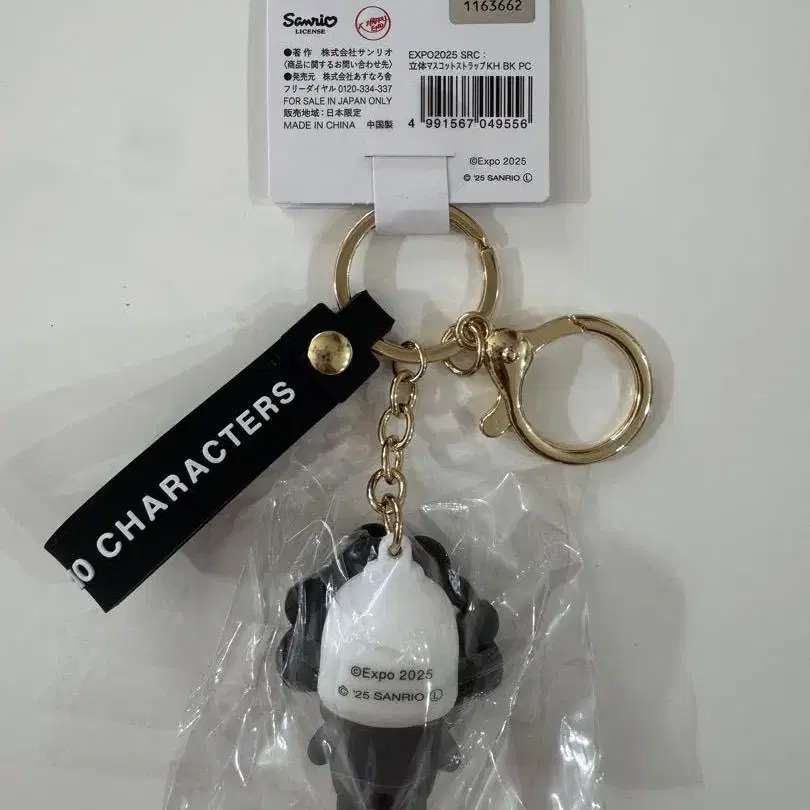 1163662
Sanrio
LICENSE
●著作 株式会社サンリオ
(商品に関するお問い合わせ先)
●発売元 株式会社あすなろ舎
フリーダイヤル 0120-334-337
FOR SALE IN JAPAN ONLY
販売地域:日本限定
MADE IN CHINA 中国製
EXPO2025 SRC:
立体マスコットストラップKH BK PC
4 991567 049556
©Expo 2025
© '25 SANRIO Ⓛ
IO CHARACTERS
©Expo 2025
© '25 SANRIO Ⓛ